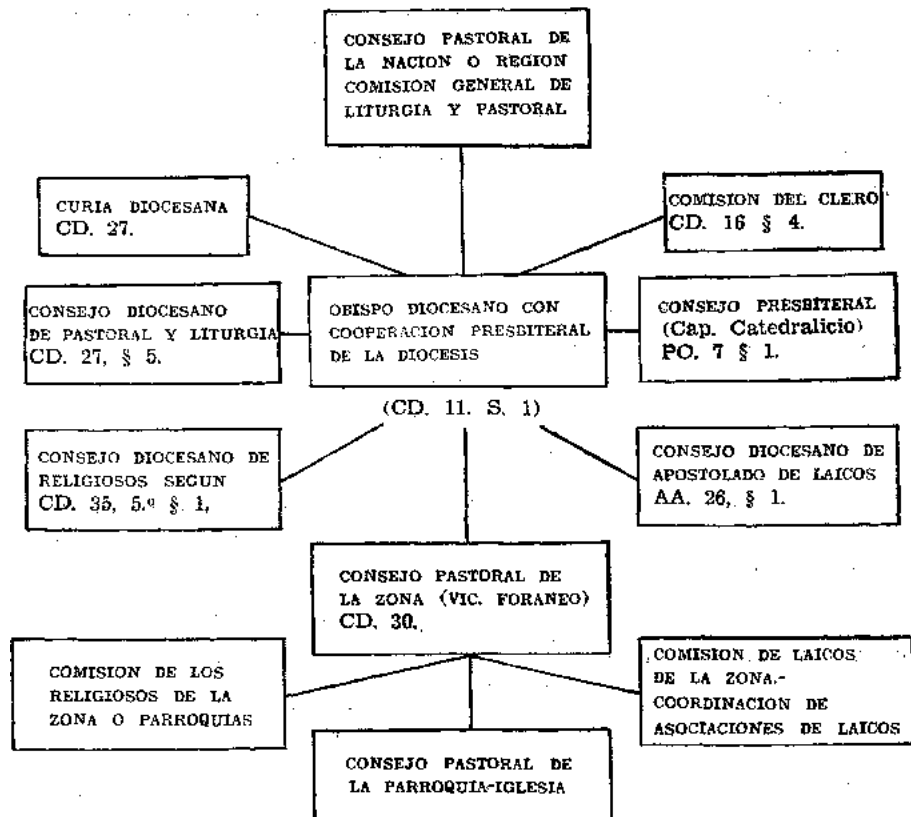 CONSEJO PASTORAL DE
LA NACION O REGION
COMISION GENERAL DE
LITURGIA Y PASTORAL
CURIA DIOCESANA
CD. 27.
COMISION DEL CLERO
CD. 16 § 4.
CONSEJO DIOCESANO
DE PASTORAL Y LITURGIA
CD. 27, § 5.
OBISPO DIOCESANO CON
COOPERACION PRESBITERAL
DE LA DIOCESIS
CONSEJO PRESBITERAL
(Cap. Catedralicio)
PO. 7 § 1.
(CD. 11. S. 1)
CONSEJO DIOCESANO DE
RELIGIOSOS SEGUN
CD. 35, 5.º § 1,
CONSEJO DIOCESANO DE
APOSTOLADO DE LAICOS
AA. 26, § 1.
CONSEJO PASTORAL DE
LA ZONA (VIC. FORANEO)
CD. 30.
COMISION DE LOS
RELIGIOSOS DE LA
ZONA O PARROQUIAS
COMISION DE LAICOS
DE LA ZONA.-
COORDINACION DE
ASOCIACIONES DE LAICOS
CONSEJO PASTORAL DE
LA PARROQUIA-IGLESIA